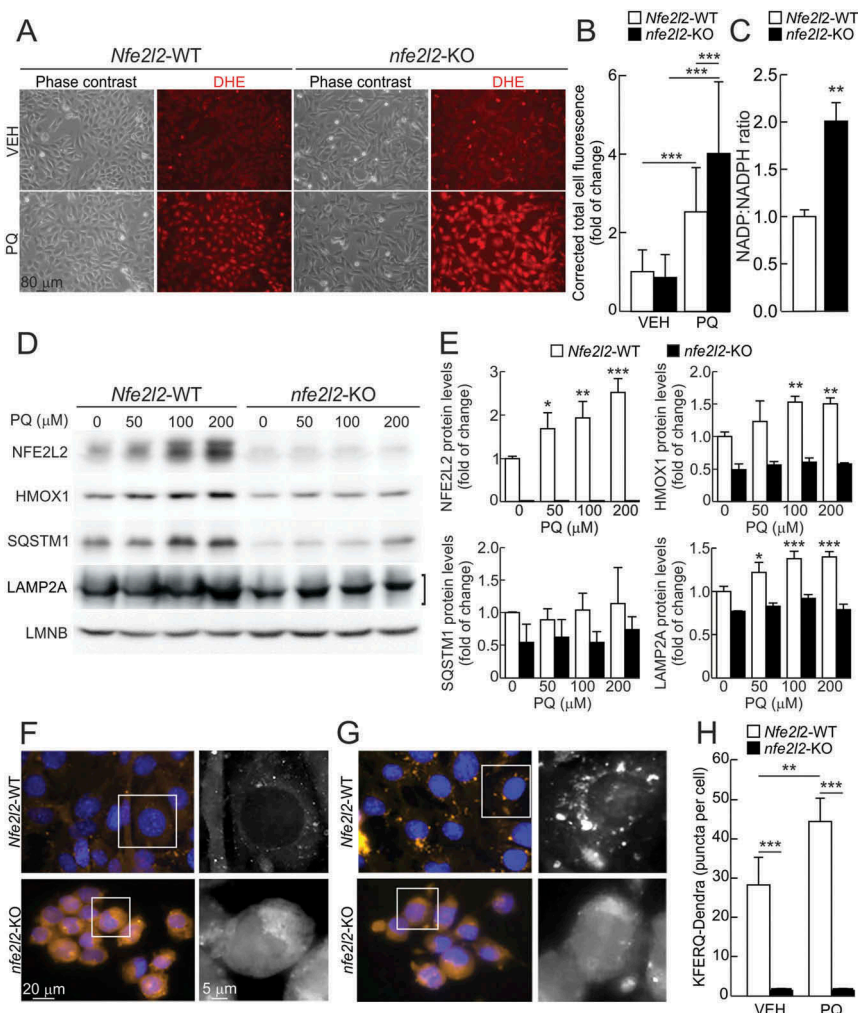 A
Nfe2l2-WT nfe2l2-KO
Phase contrast DHE Phase contrast DHE
VEH
PQ
80 μm
B
Nfe2l2-WT
nfe2l2-KO
Corrected total cell fluorescence
(fold of change)
6
4
2
0
***
***
***
VEH PQ
C
Nfe2l2-WT
nfe2l2-KO
NADP:NADPH ratio
2.0
1.5
1.0
0.5
0.0
**
D
Nfe2l2-WT nfe2l2-KO
PQ (μM) 0 50 100 200 0 50 100 200
NFE2L2
HMOX1
SQSTM1
LAMP2A
LMNB
E
Nfe2l2-WT nfe2l2-KO
NFE2L2 protein levels
(fold of change)
3
2
1
0
* ** ***
0 50 100 200
PQ (μM)
HMOX1 protein levels
(fold of change)
2.0
1.5
1.0
0.5
0
** **
0 50 100 200
PQ (μM)
SQSTM1 protein levels
(fold of change)
2.0
1.5
1.0
0.5
0
0 50 100 200
PQ (μM)
LAMP2A protein levels
(fold of change)
1.5
1.0
0.5
0
* *** ***
0 50 100 200
PQ (μM)
F
Nfe2l2-WT
nfe2l2-KO
20 μm 5 μm
G
Nfe2l2-WT
nfe2l2-KO
H
Nfe2l2-WT
nfe2l2-KO
KFERQ-Dendra (puncta per cell)
60
50
40
30
20
10
0
**
***
***
VEH PQ